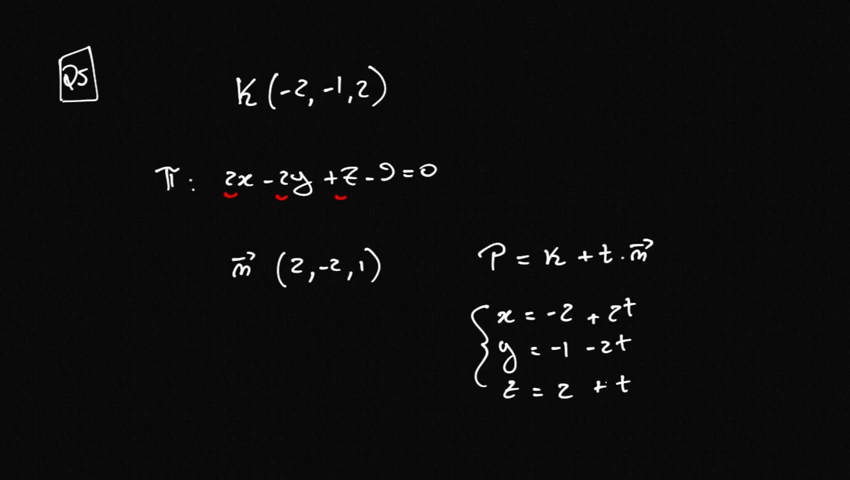 Q5
K (-2, -1, 2)
π: 2x - 2y + z - 9 = 0
n⃗ (2, -2, 1)
P = K + t · n⃗
x = -2 + 2t
y = -1 - 2t
z = 2 + t